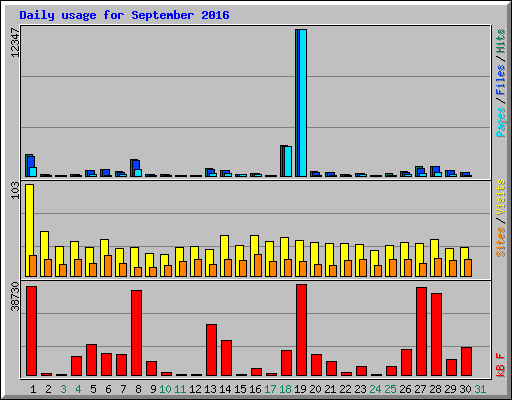 Daily usage for September 2016
12347
103
38730
Pages / Files / Hits
Sites / Visits
kB F
1 2 3 4 5 6 7 8 9 10 11 12 13 14 15 16 17 18 19 20 21 22 23 24 25 26 27 28 29 30 31